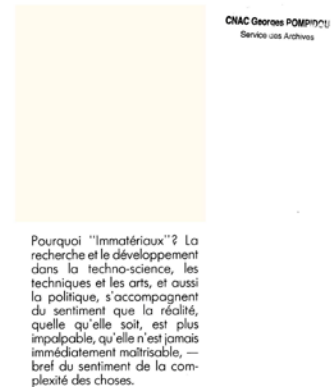 CNAC Georges POMPIDOU
Service des Archives
Pourquoi "Immatériaux"? La
recherche et le développement
dans la techno-science, les
techniques et les arts, et aussi
la politique, s'accompagnent
du sentiment que la réalité,
quelle qu'elle soit, est plus
impalpable, qu'elle n'est jamais
immédiatement maîtrisable, —
bref du sentiment de la com-
plexité des choses.